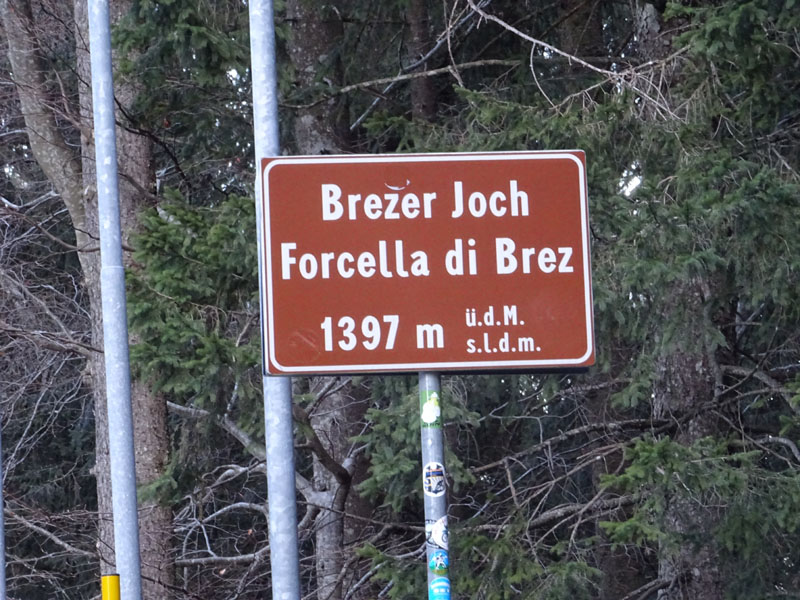 Brezer Joch
Forcella di Brez
1397 m ü.d.M.
s.l.d.m.